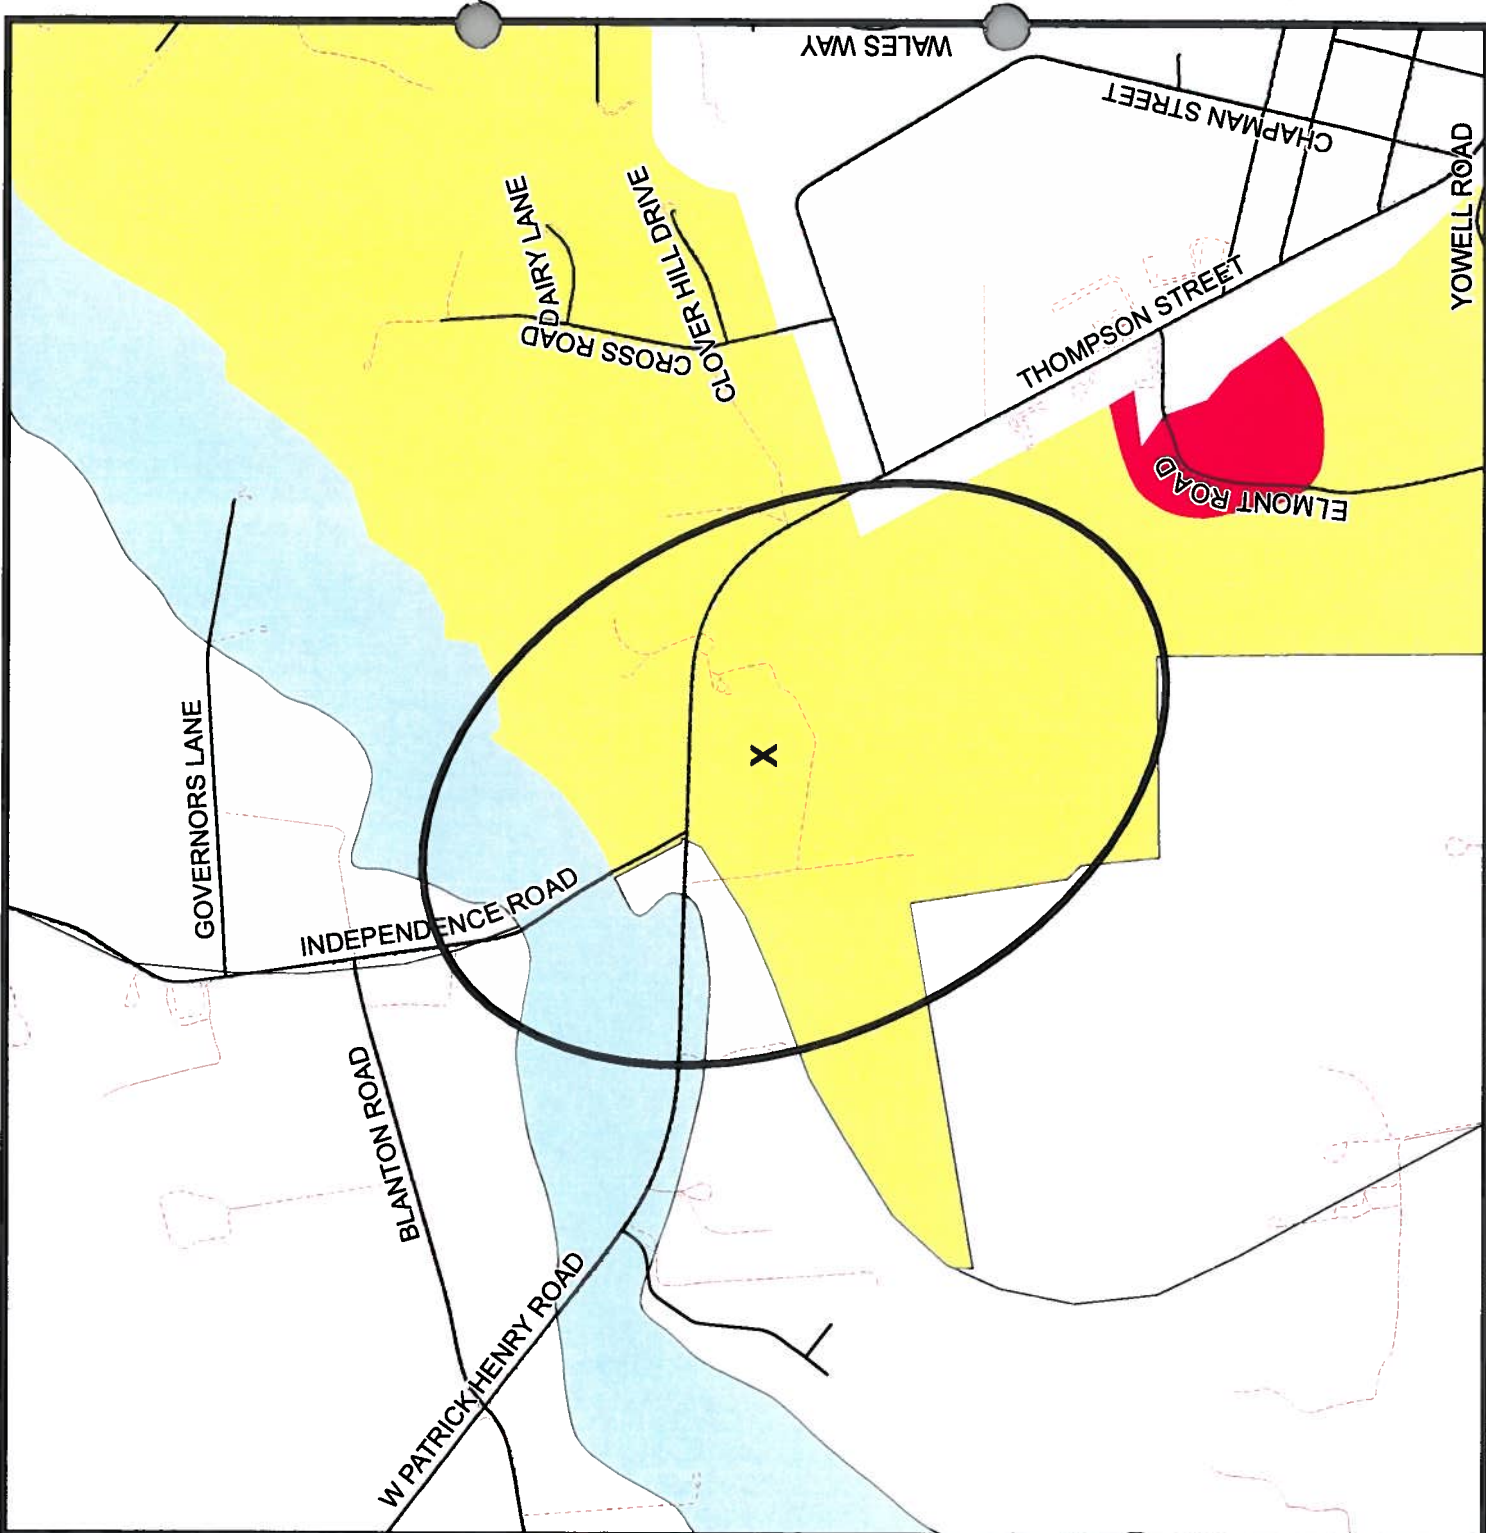 WALES WAY
CHAPMAN STREET
YOWELL ROAD
DAIRY LANE
CLOVER HILL DRIVE
CROSS ROAD
THOMPSON STREET
ELMONT ROAD
GOVERNORS LANE
X
INDEPENDENCE ROAD
BLANTON ROAD
W PATRICK HENRY ROAD